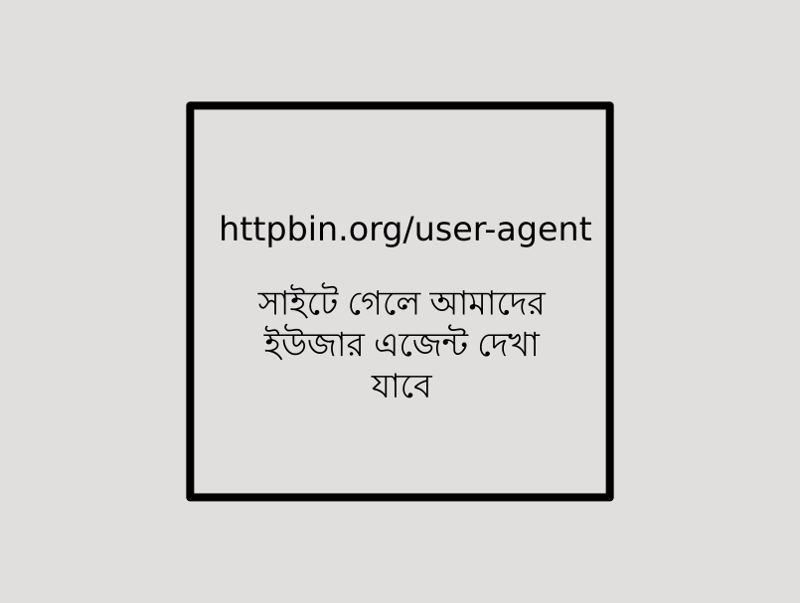 httpbin.org/user-agent
সাইটে গেলে আমাদের
ইউজার এজেন্ট দেখা
যাবে